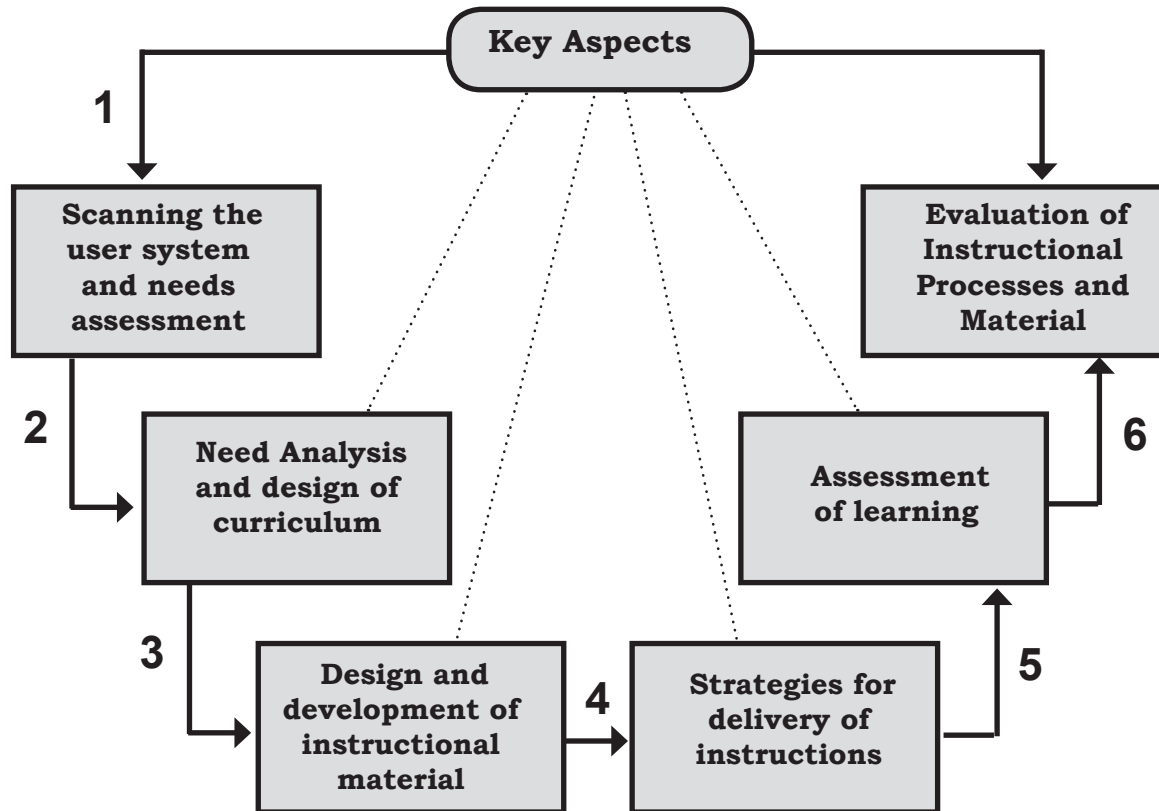 Key Aspects
1
Scanning the
user system
and needs
assessment
2
Need Analysis
and design of
curriculum
3
Design and
development of
instructional
material
4
Strategies for
delivery of
instructions
5
Assessment
of learning
6
Evaluation of
Instructional
Processes and
Material